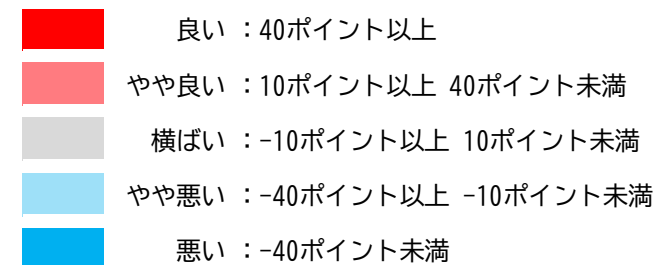 良い ：40ポイント以上
やや良い ：10ポイント以上 40ポイント未満
横ばい ：-10ポイント以上 10ポイント未満
やや悪い ：-40ポイント以上 -10ポイント未満
悪い ：-40ポイント未満